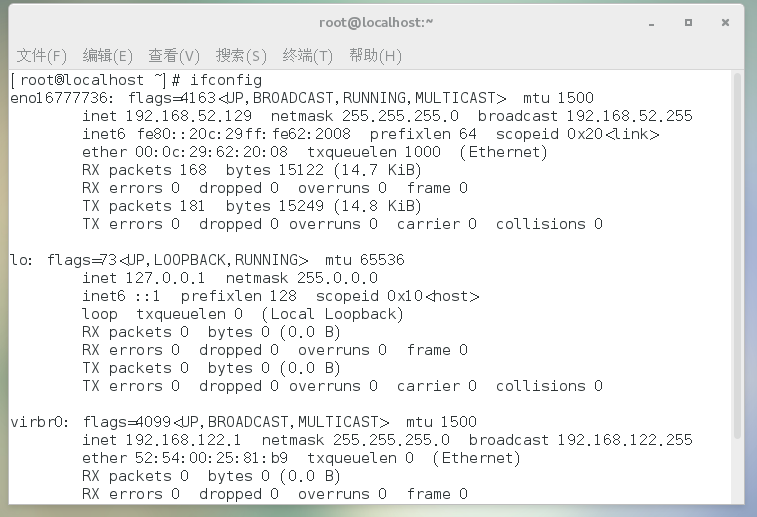 root@localhost:~
文件(F) 编辑(E) 查看(V) 搜索(S) 终端(T) 帮助(H)
[root@localhost ~]# ifconfig
eno16777736: flags=4163<UP,BROADCAST,RUNNING,MULTICAST>  mtu 1500
        inet 192.168.52.129  netmask 255.255.255.0  broadcast 192.168.52.255
        inet6 fe80::20c:29ff:fe62:2008  prefixlen 64  scopeid 0x20<link>
        ether 00:0c:29:62:20:08  txqueuelen 1000  (Ethernet)
        RX packets 168  bytes 15122 (14.7 KiB)
        RX errors 0  dropped 0  overruns 0  frame 0
        TX packets 181  bytes 15249 (14.8 KiB)
        TX errors 0  dropped 0 overruns 0  carrier 0  collisions 0
lo: flags=73<UP,LOOPBACK,RUNNING>  mtu 65536
        inet 127.0.0.1  netmask 255.0.0.0
        inet6 ::1  prefixlen 128  scopeid 0x10<host>
        loop  txqueuelen 0  (Local Loopback)
        RX packets 0  bytes 0 (0.0 B)
        RX errors 0  dropped 0  overruns 0  frame 0
        TX packets 0  bytes 0 (0.0 B)
        TX errors 0  dropped 0 overruns 0  carrier 0  collisions 0
virbr0: flags=4099<UP,BROADCAST,MULTICAST>  mtu 1500
        inet 192.168.122.1  netmask 255.255.255.0  broadcast 192.168.122.255
        ether 52:54:00:25:81:b9  txqueuelen 0  (Ethernet)
        RX packets 0  bytes 0 (0.0 B)
        RX errors 0  dropped 0  overruns 0  frame 0